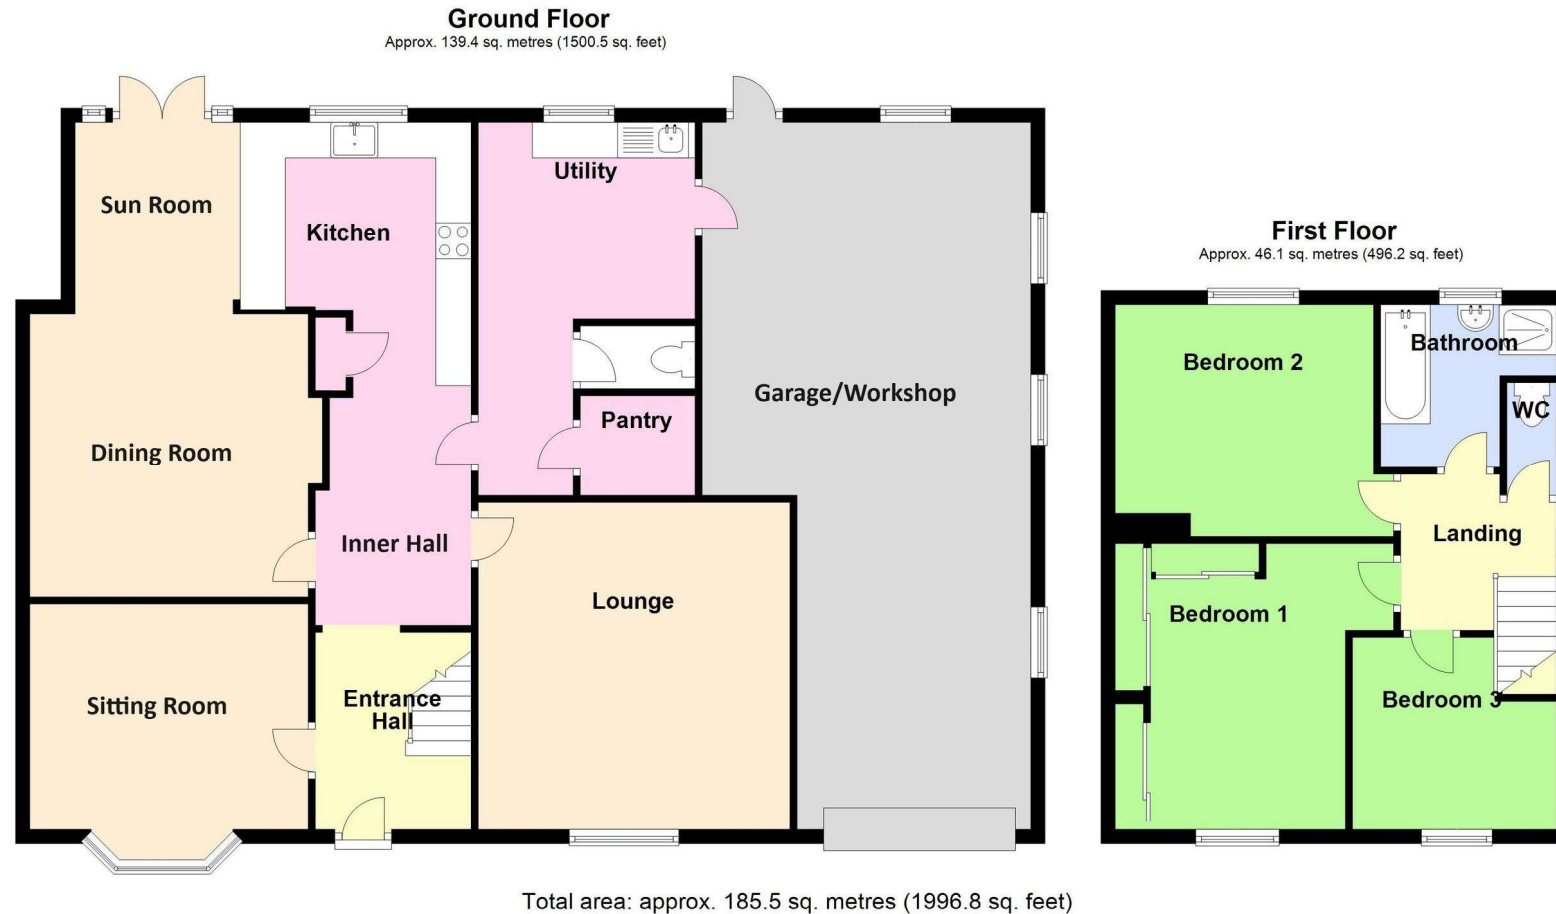 Ground Floor
Approx. 139.4 sq. metres (1500.5 sq. feet)
Sun Room
Kitchen
Utility
Pantry
Garage/Workshop
Dining Room
Inner Hall
Lounge
Sitting Room
Entrance
Hall
First Floor
Approx. 46.1 sq. metres (496.2 sq. feet)
Bedroom 2
Bathroom
WC
Landing
Bedroom 1
Bedroom 3
Total area: approx. 185.5 sq. metres (1996.8 sq. feet)